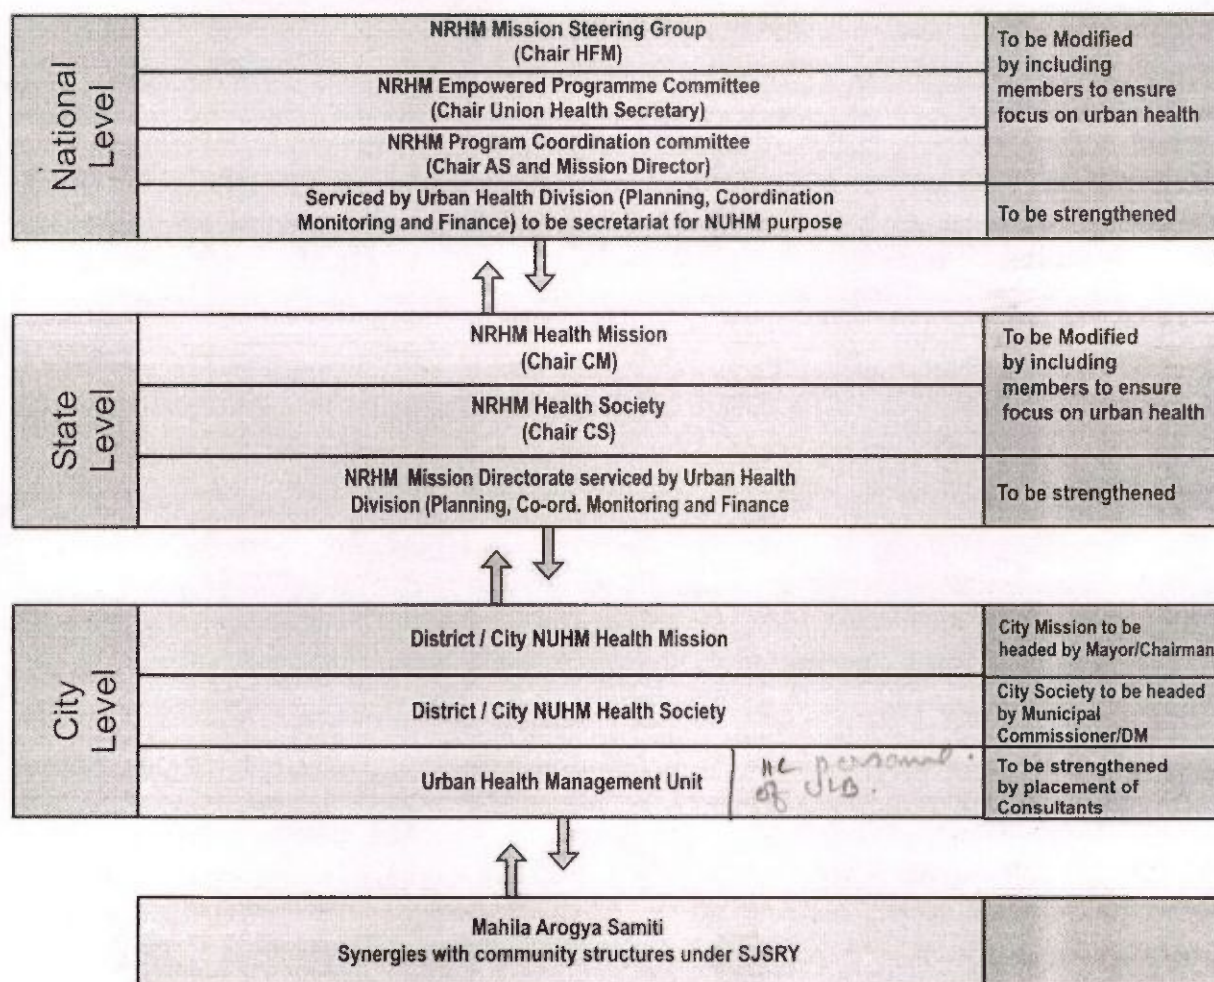 National
Level
NRHM Mission Steering Group
(Chair HFM)
NRHM Empowered Programme Committee
(Chair Union Health Secretary)
NRHM Program Coordination committee
(Chair AS and Mission Director)
To be Modified
by including
members to ensure
focus on urban health
Serviced by Urban Health Division (Planning, Coordination
Monitoring and Finance) to be secretariat for NUHM purpose
To be strengthened
State
Level
NRHM Health Mission
(Chair CM)
NRHM Health Society
(Chair CS)
To be Modified
by including
members to ensure
focus on urban health
NRHM Mission Directorate serviced by Urban Health
Division (Planning, Co-ord. Monitoring and Finance
To be strengthened
City
Level
District / City NUHM Health Mission
City Mission to be
headed by Mayor/Chairman
District / City NUHM Health Society
City Society to be headed
by Municipal
Commissioner/DM
Urban Health Management Unit
personnel
of ULB.
To be strengthened
by placement of
Consultants
Mahila Arogya Samiti
Synergies with community structures under SJSRY